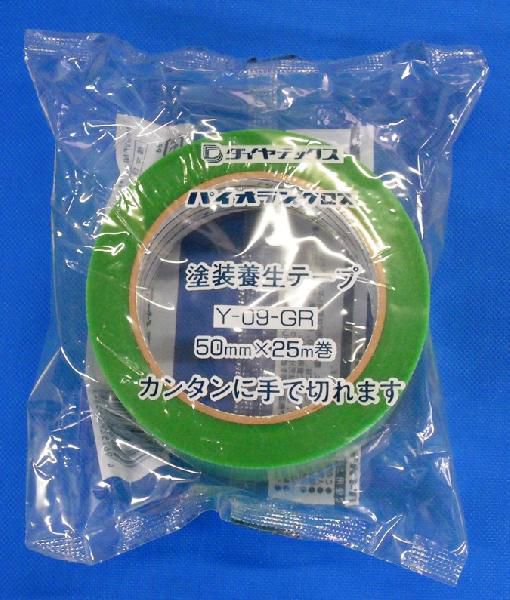 ダイヤテックス
パイオランクロス
塗装養生テープ
Y-09-GR
50mm×25m巻
カンタンに手で切れます